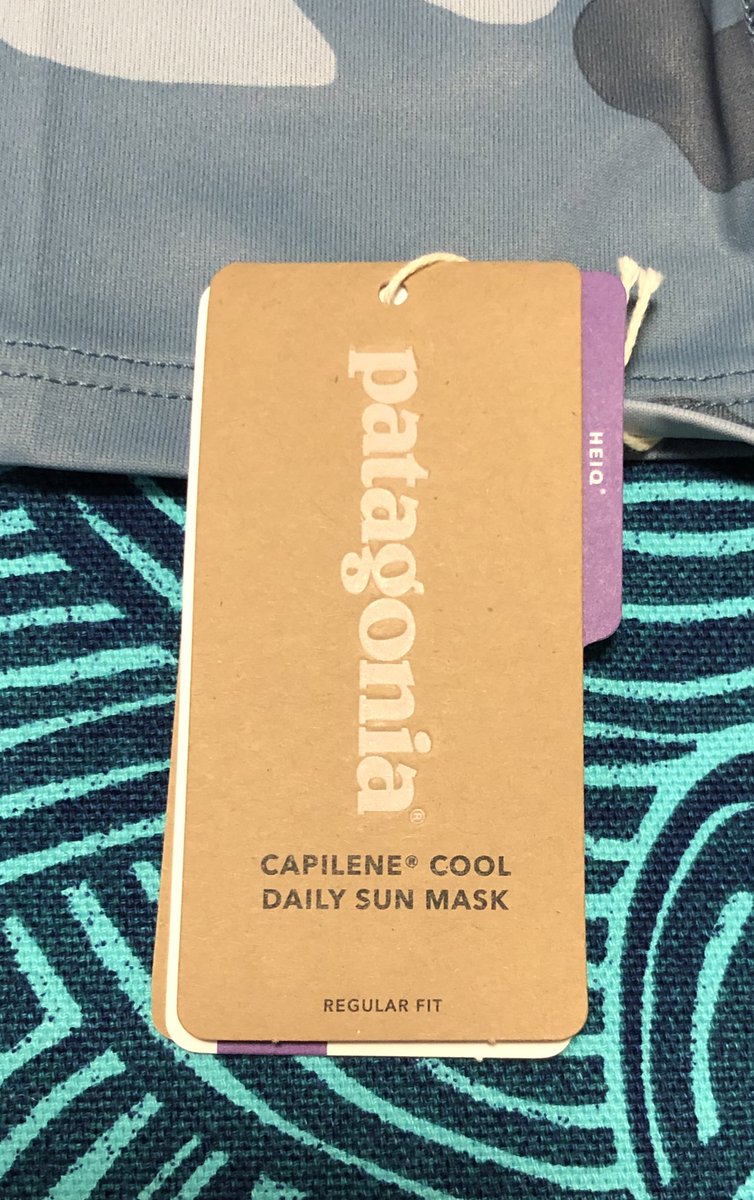 patagonia®
CAPILENE® COOL
DAILY SUN MASK
REGULAR FIT
HEIQ®